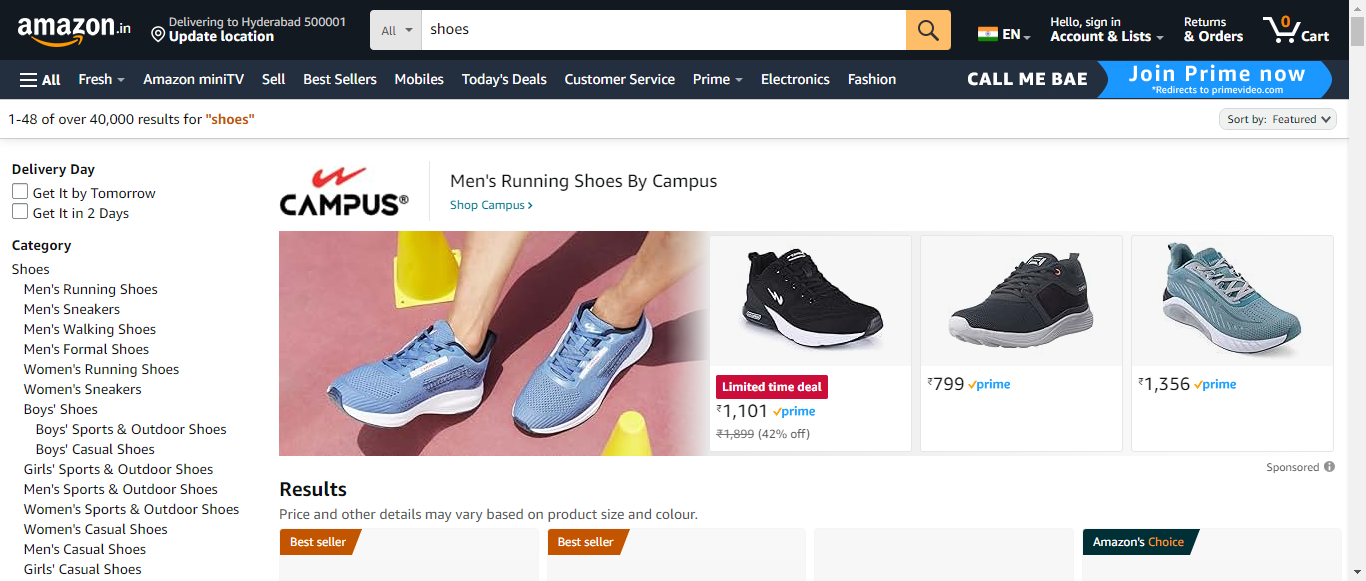 amazon.in
Delivering to Hyderabad 500001
Update location
All
shoes
EN
Hello, sign in
Account & Lists
Returns
& Orders
0
Cart
All
Fresh
Amazon miniTV
Sell
Best Sellers
Mobiles
Today's Deals
Customer Service
Prime
Electronics
Fashion
CALL ME BAE
Join Prime now
*Redirects to primevideo.com
1-48 of over 40,000 results for "shoes"
Sort by: Featured
Delivery Day
Get It by Tomorrow
Get It in 2 Days
Category
Shoes
Men's Running Shoes
Men's Sneakers
Men's Walking Shoes
Men's Formal Shoes
Women's Running Shoes
Women's Sneakers
Boys' Shoes
Boys' Sports & Outdoor Shoes
Boys' Casual Shoes
Girls' Sports & Outdoor Shoes
Men's Sports & Outdoor Shoes
Women's Sports & Outdoor Shoes
Women's Casual Shoes
Men's Casual Shoes
Girls' Casual Shoes
CAMPUS®
Men's Running Shoes By Campus
Shop Campus ›
Limited time deal
₹1,101 prime
₹1,899 (42% off)
₹799 prime
₹1,356 prime
Sponsored
Results
Price and other details may vary based on product size and colour.
Best seller
Best seller
Amazon's Choice